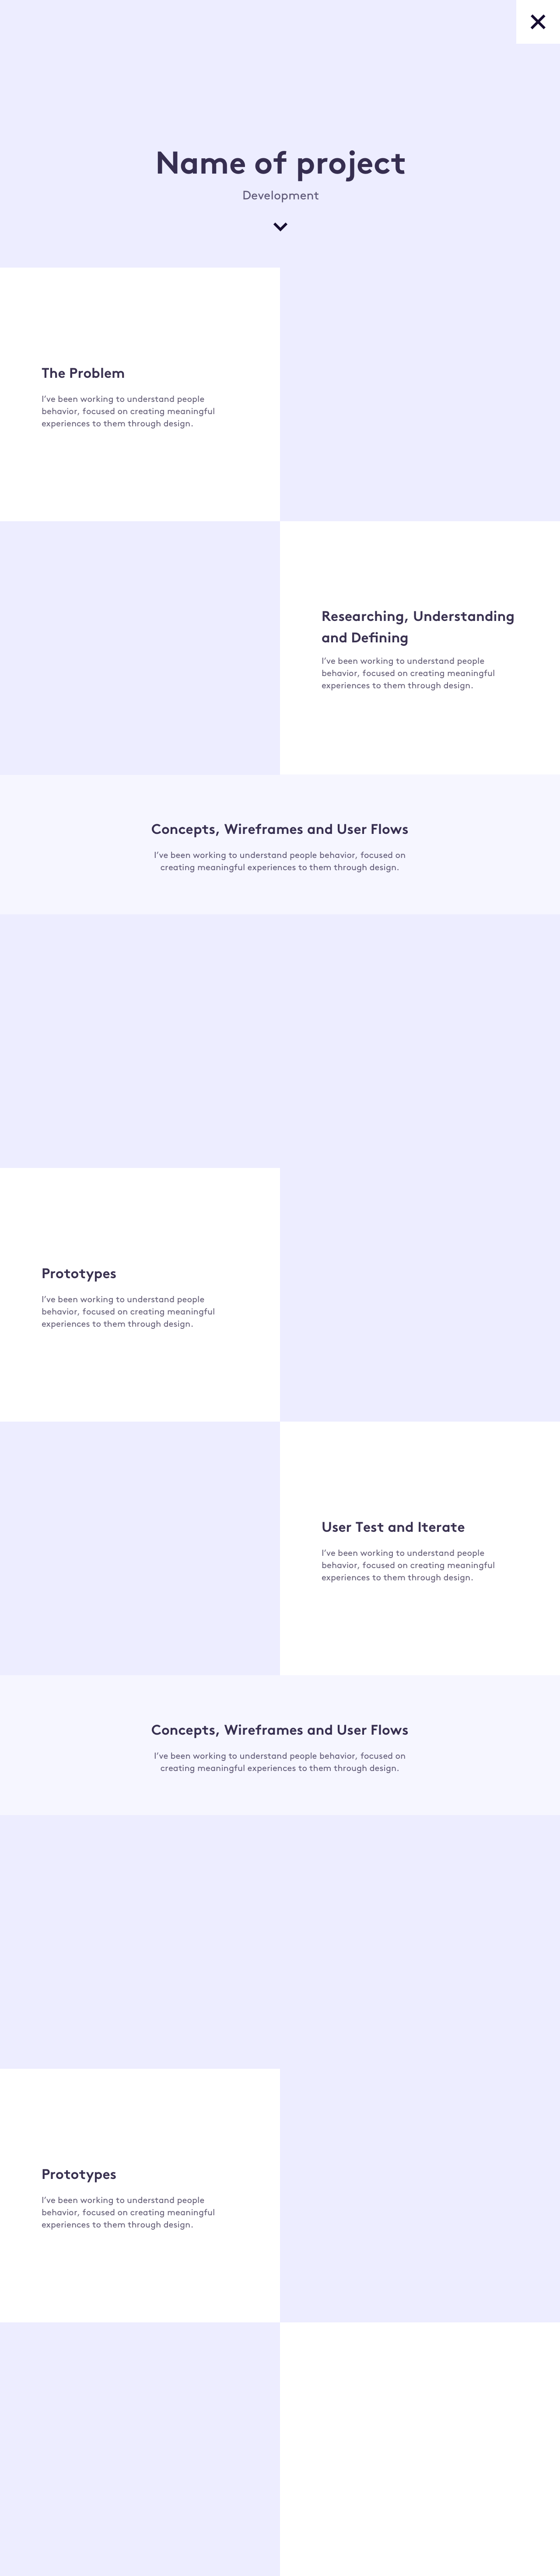 Name of project
Development
The Problem
I’ve been working to understand people
behavior, focused on creating meaningful
experiences to them through design.
Researching, Understanding
and Defining
I’ve been working to understand people
behavior, focused on creating meaningful
experiences to them through design.
Concepts, Wireframes and User Flows
I’ve been working to understand people behavior, focused on
creating meaningful experiences to them through design.
Prototypes
I’ve been working to understand people
behavior, focused on creating meaningful
experiences to them through design.
User Test and Iterate
I’ve been working to understand people
behavior, focused on creating meaningful
experiences to them through design.
Concepts, Wireframes and User Flows
I’ve been working to understand people behavior, focused on
creating meaningful experiences to them through design.
Prototypes
I’ve been working to understand people
behavior, focused on creating meaningful
experiences to them through design.